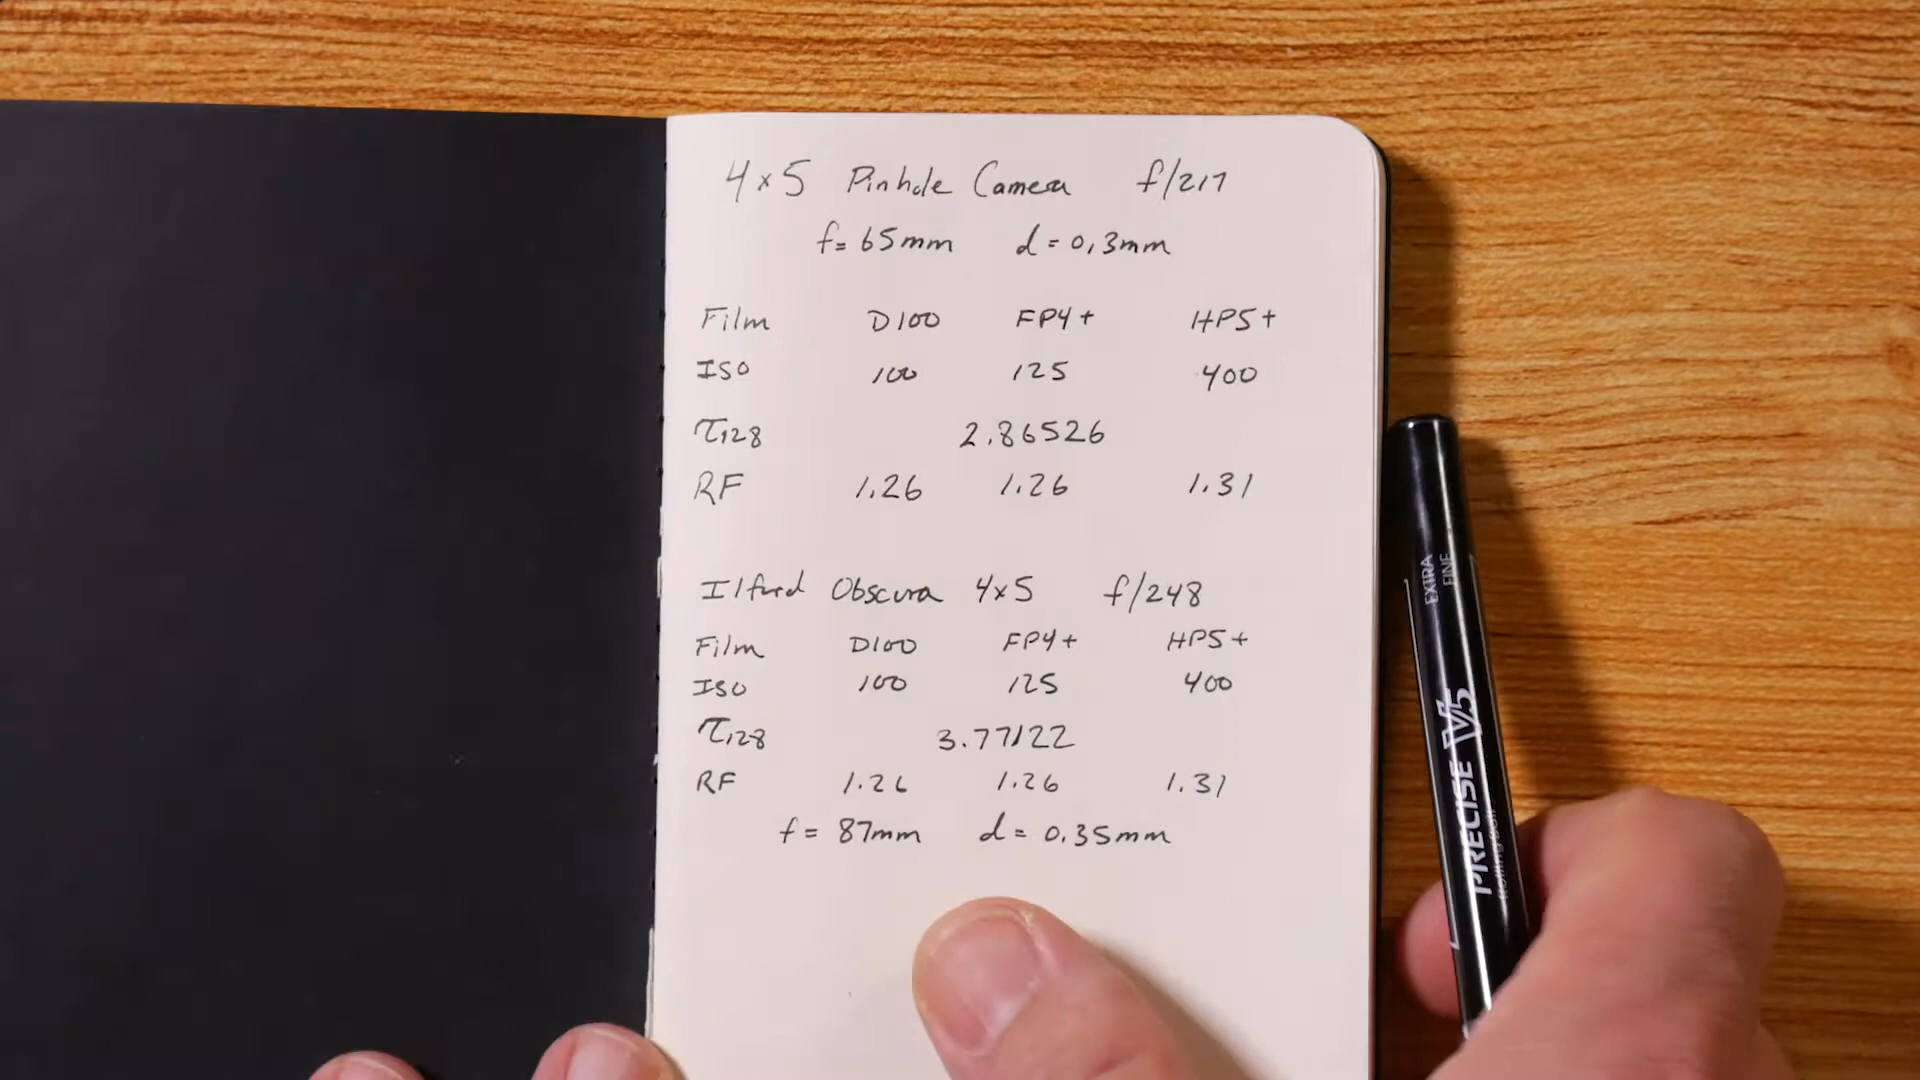 4x5 Pinhole Camera f/217
f= 65mm d = 0,3mm
Film D100 FP4+ HP5+
ISO 100 125 400
τ128 2.86526
RF 1.26 1.26 1.31
Ilford Obscura 4x5 f/248
Film D100 FP4+ HP5+
ISO 100 125 400
τ128 3.77122
RF 1.26 1.26 1.31
f = 87mm d = 0.35mm
EXTRA
FINE
PRECISE V5
Rolling Ball